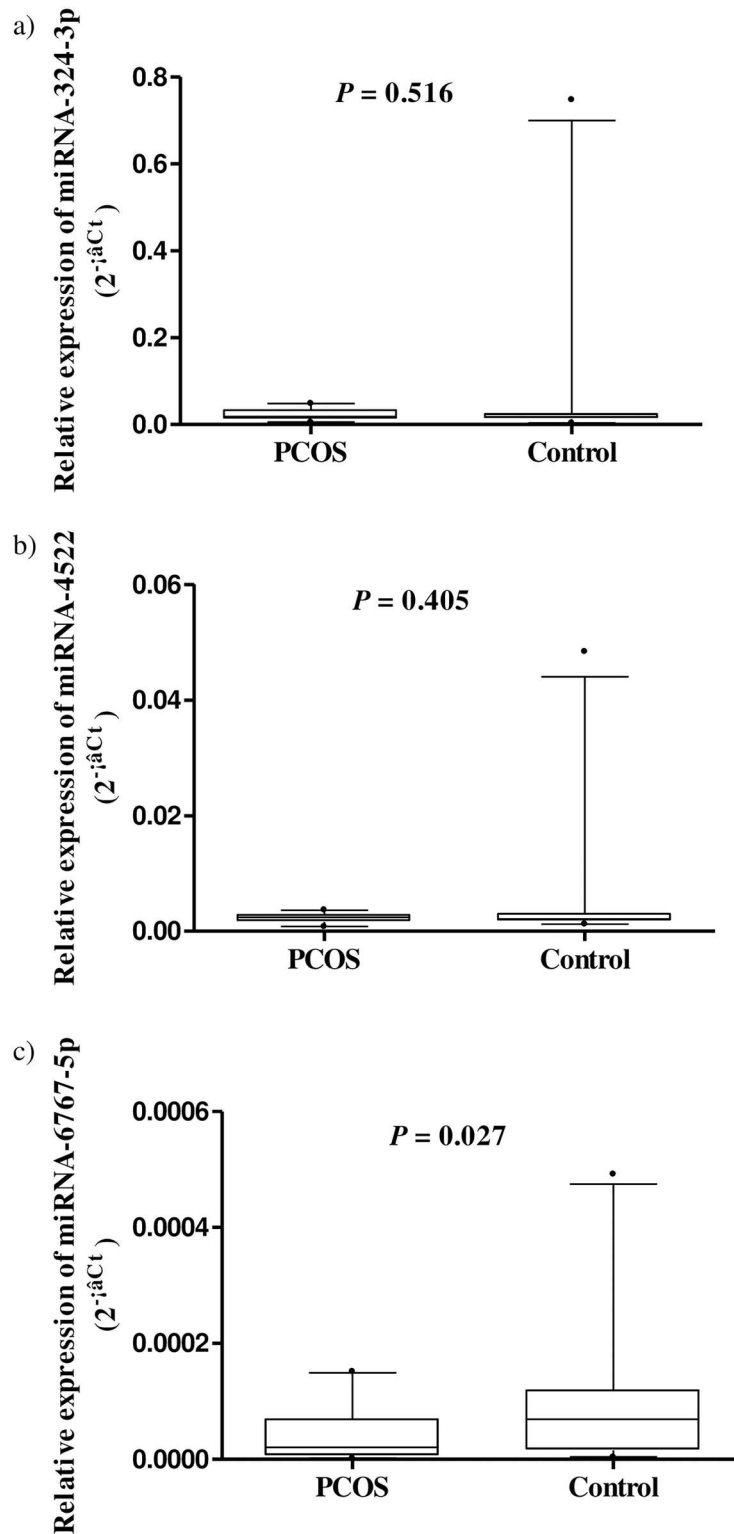 a)
Relative expression of miRNA-324-3p
(2-¡âCt)
P = 0.516
0.8
0.6
0.4
0.2
0.0
PCOS Control
b)
Relative expression of miRNA-4522
(2-¡âCt)
P = 0.405
0.06
0.04
0.02
0.00
PCOS Control
c)
Relative expression of miRNA-6767-5p
(2-¡âCt)
P = 0.027
0.0006
0.0004
0.0002
0.0000
PCOS Control